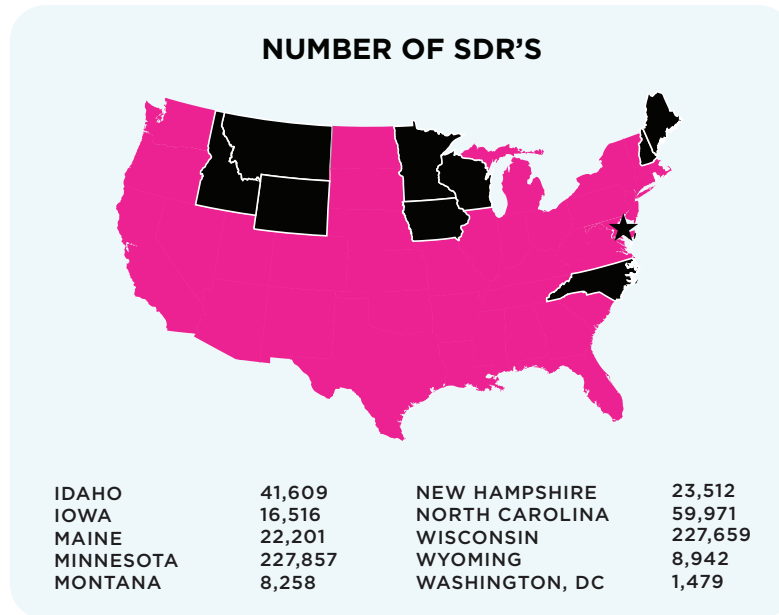 NUMBER OF SDR'S
IDAHO 41,609
IOWA 16,516
MAINE 22,201
MINNESOTA 227,857
MONTANA 8,258
NEW HAMPSHIRE 23,512
NORTH CAROLINA 59,971
WISCONSIN 227,659
WYOMING 8,942
WASHINGTON, DC 1,479